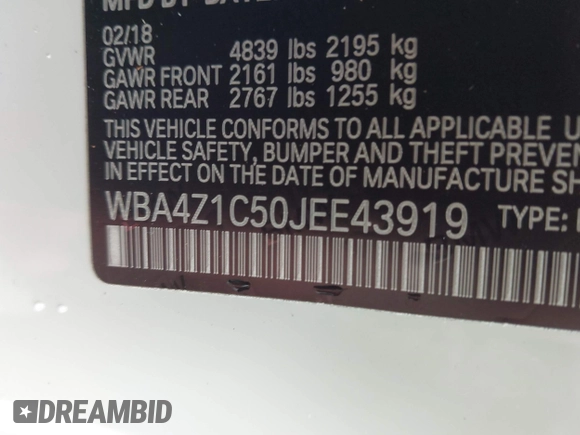 MFD BY
02/18
GVWR 4839 lbs 2195 kg
GAWR FRONT 2161 lbs 980 kg
GAWR REAR 2767 lbs 1255 kg
THIS VEHICLE CONFORMS TO ALL APPLICABLE
VEHICLE SAFETY, BUMPER AND THEFT
IN EFFECT ON THE DATE OF MANUFACTURE
WBA4Z1C50JEE43919 TYPE:
DREAMBID